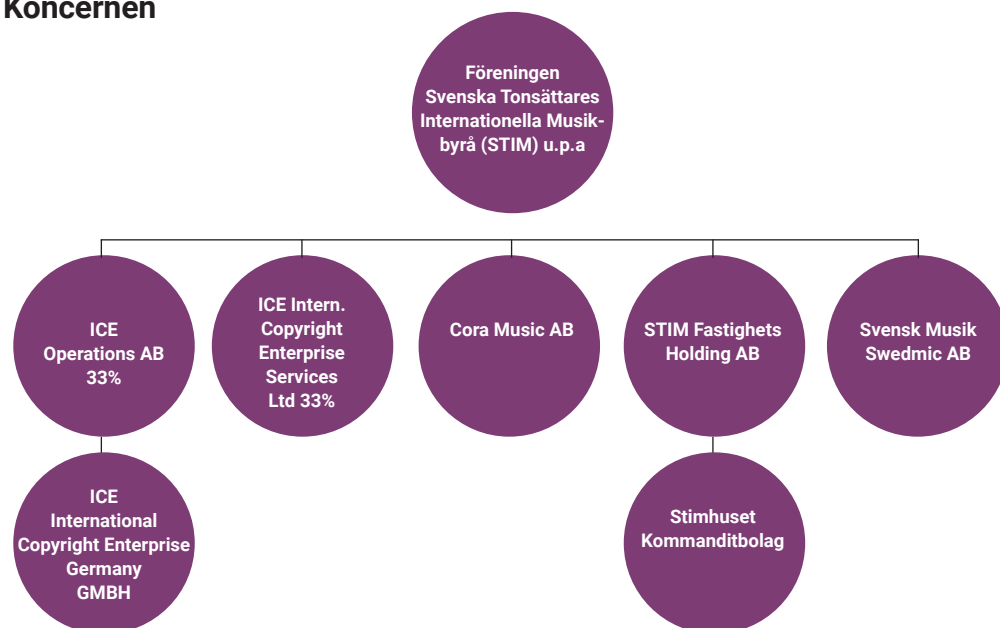 Koncernen
Föreningen
Svenska Tonsättares
Internationella Musik-
byrå (STIM) u.p.a
ICE
Operations AB
33%
ICE Intern.
Copyright
Enterprise
Services
Ltd 33%
Cora Music AB
STIM Fastighets
Holding AB
Svensk Musik
Swedmic AB
ICE
International
Copyright Enterprise
Germany
GMBH
Stimhuset
Kommanditbolag